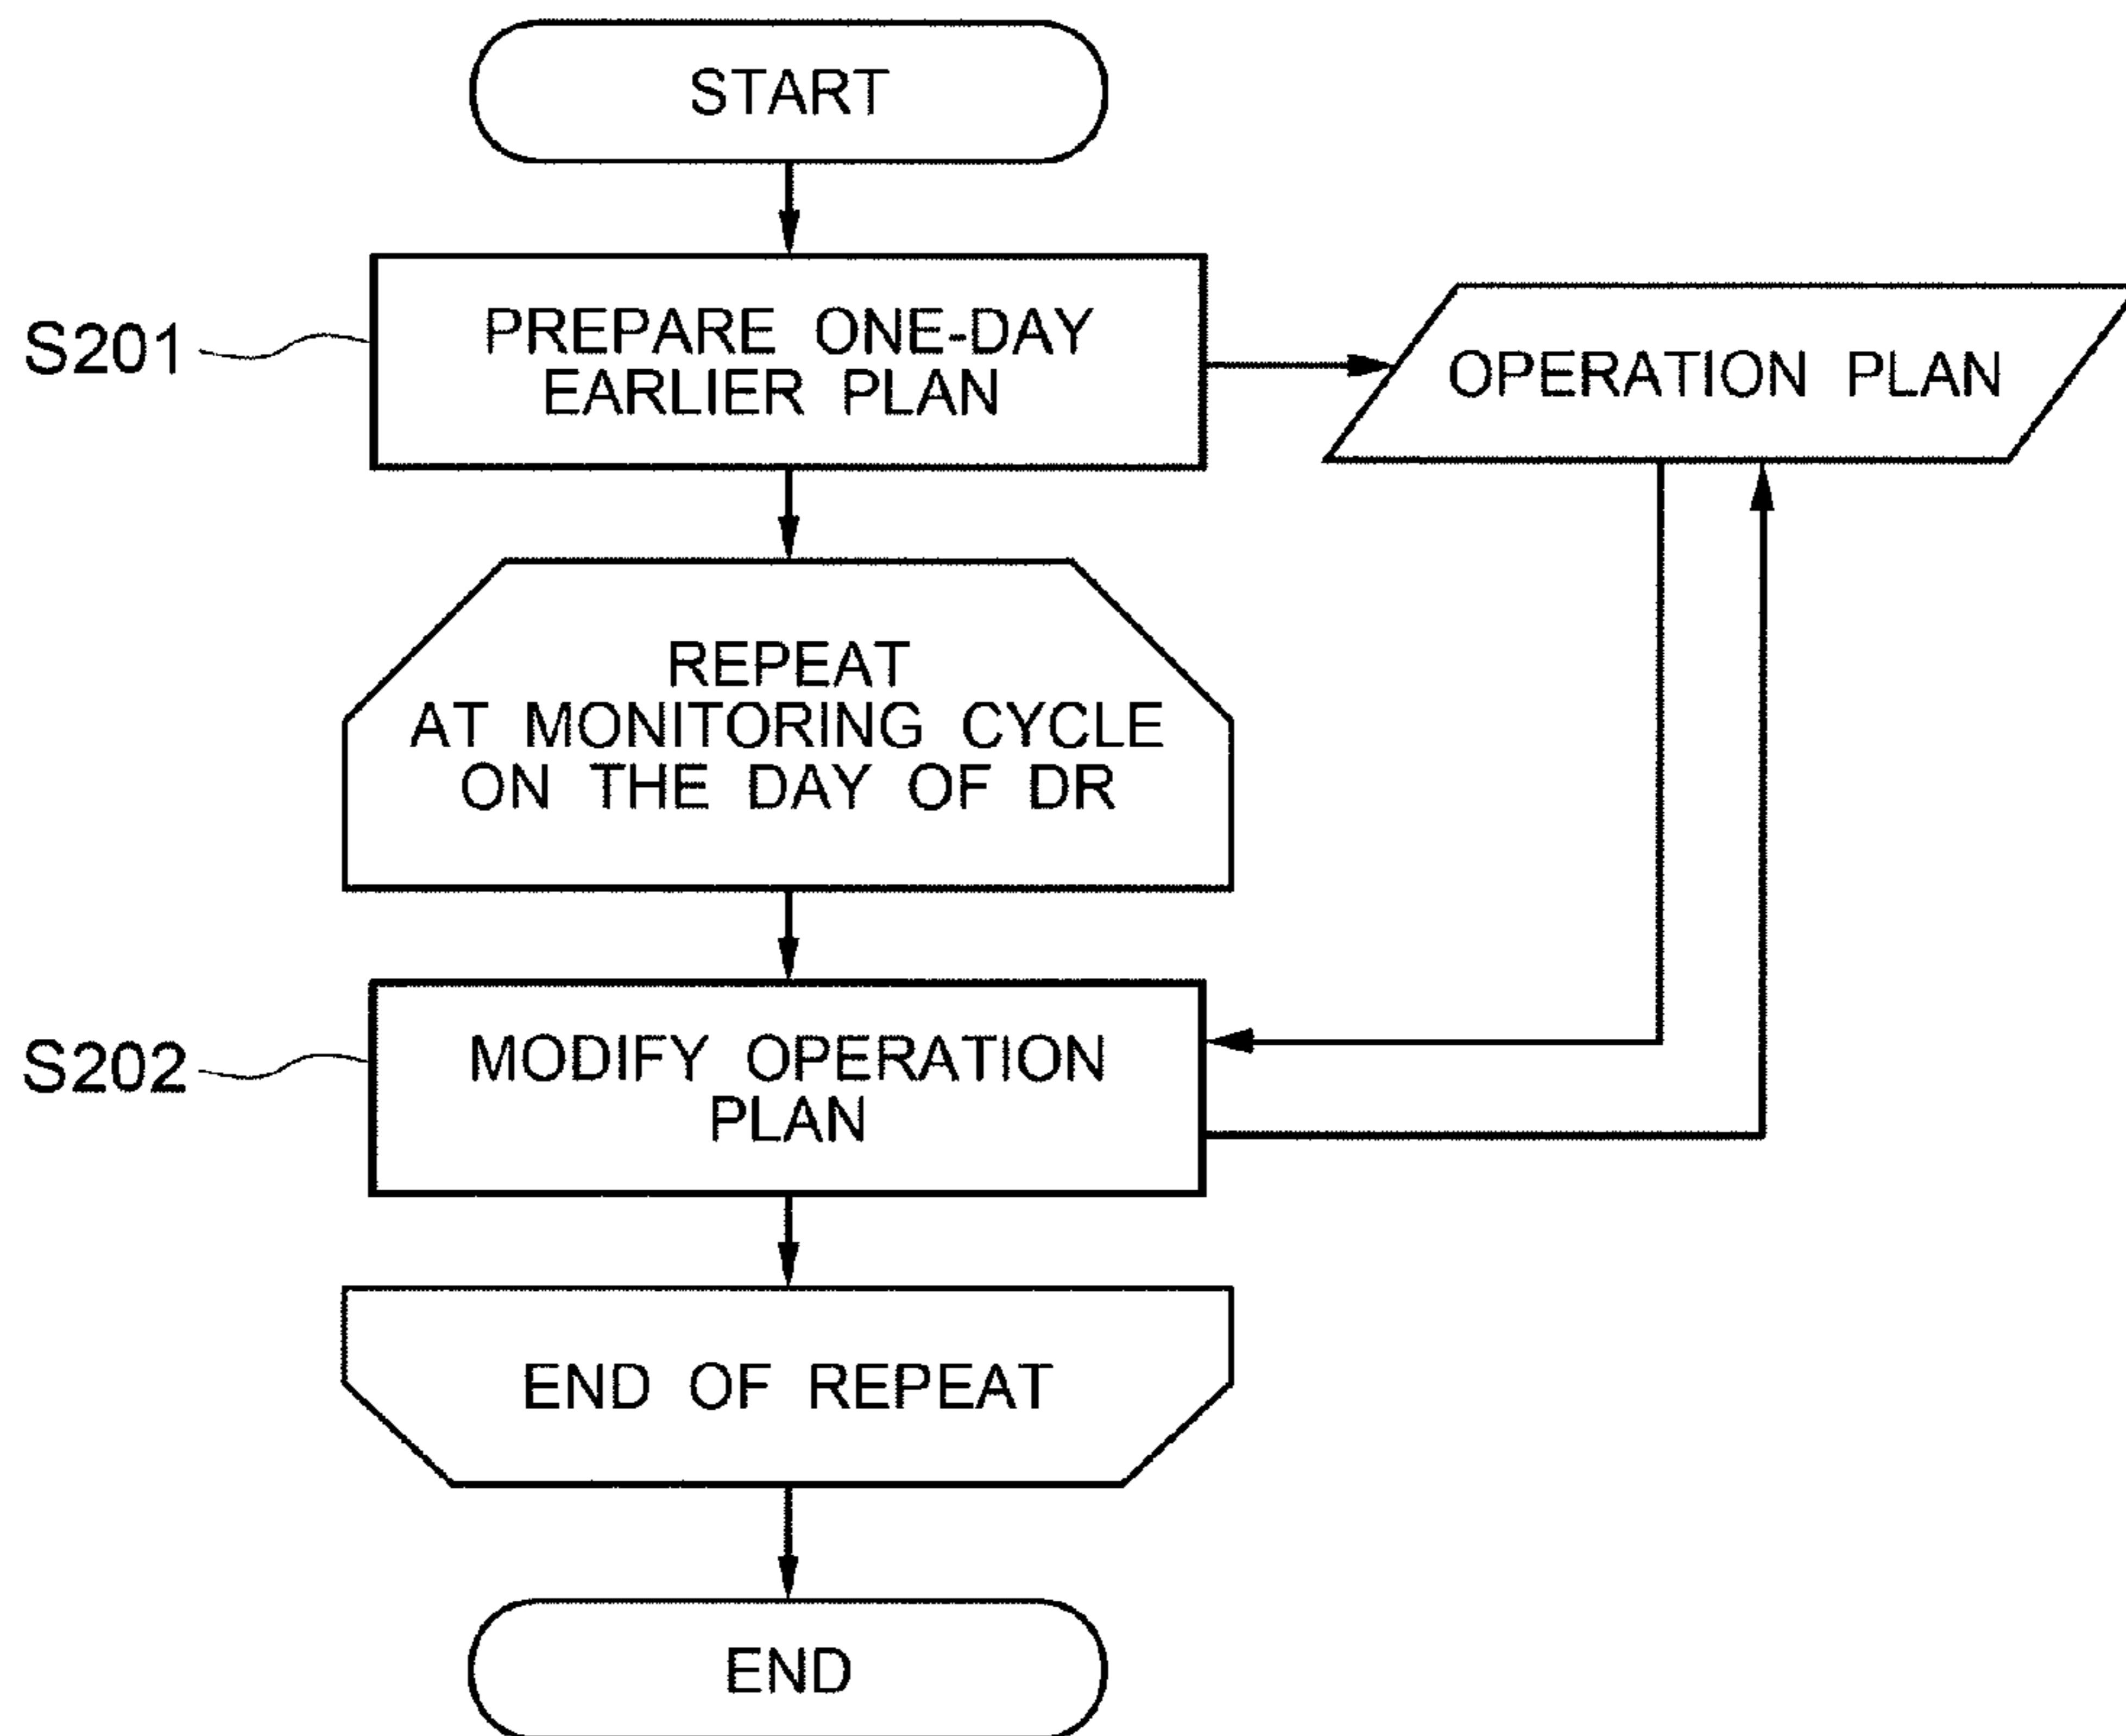 START
S201
PREPARE ONE-DAY
EARLIER PLAN
OPERATION PLAN
REPEAT
AT MONITORING CYCLE
ON THE DAY OF DR
S202
MODIFY OPERATION
PLAN
END OF REPEAT
END